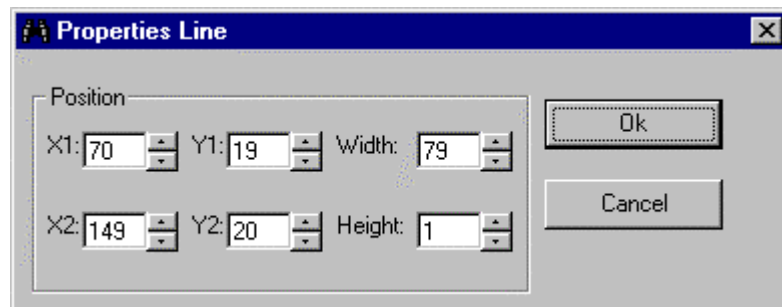 Properties Line
Position
X1: 70 Y1: 19 Width: 79
Ok
X2: 149 Y2: 20 Height: 1
Cancel